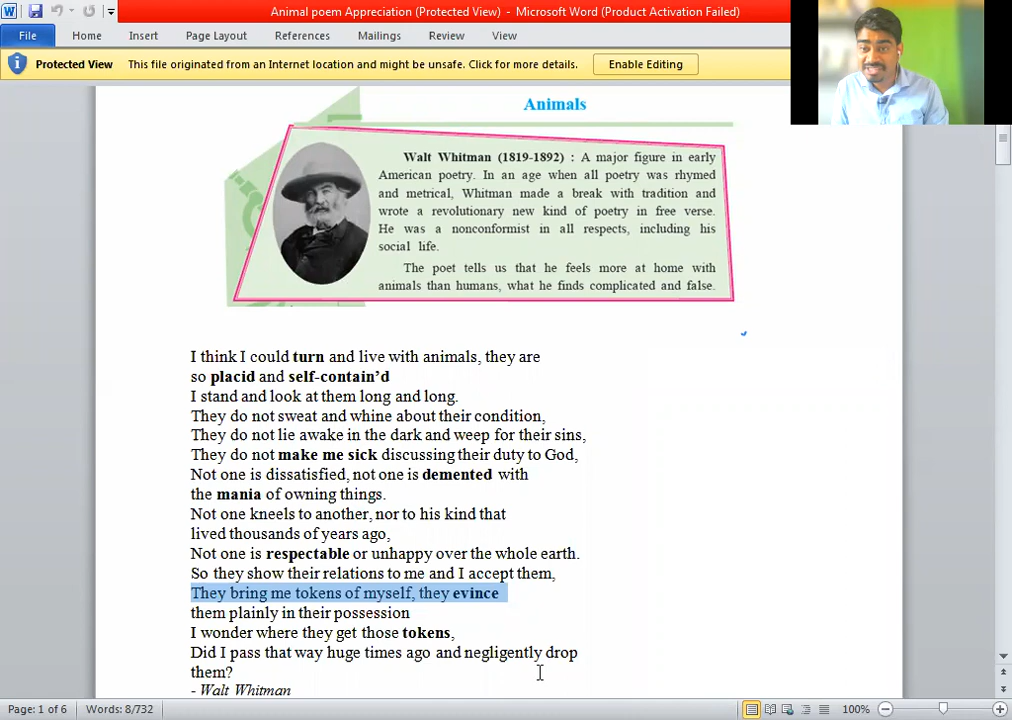 Animal poem Appreciation (Protected View) - Microsoft Word (Product Activation Failed)
File Home Insert Page Layout References Mailings Review View
Protected View This file originated from an Internet location and might be unsafe. Click for more details. Enable Editing
Animals
Walt Whitman (1819-1892) : A major figure in early
American poetry. In an age when all poetry was rhymed
and metrical, Whitman made a break with tradition and
wrote a revolutionary new kind of poetry in free verse.
He was a nonconformist in all respects, including his
social life.
The poet tells us that he feels more at home with
animals than humans, what he finds complicated and false.
I think I could turn and live with animals, they are
so placid and self-contain’d
I stand and look at them long and long.
They do not sweat and whine about their condition,
They do not lie awake in the dark and weep for their sins,
They do not make me sick discussing their duty to God,
Not one is dissatisfied, not one is demented with
the mania of owning things.
Not one kneels to another, nor to his kind that
lived thousands of years ago,
Not one is respectable or unhappy over the whole earth.
So they show their relations to me and I accept them,
They bring me tokens of myself, they evince
them plainly in their possession
I wonder where they get those tokens,
Did I pass that way huge times ago and negligently drop
them?
- Walt Whitman
Page: 1 of 6 Words: 8/732 100%